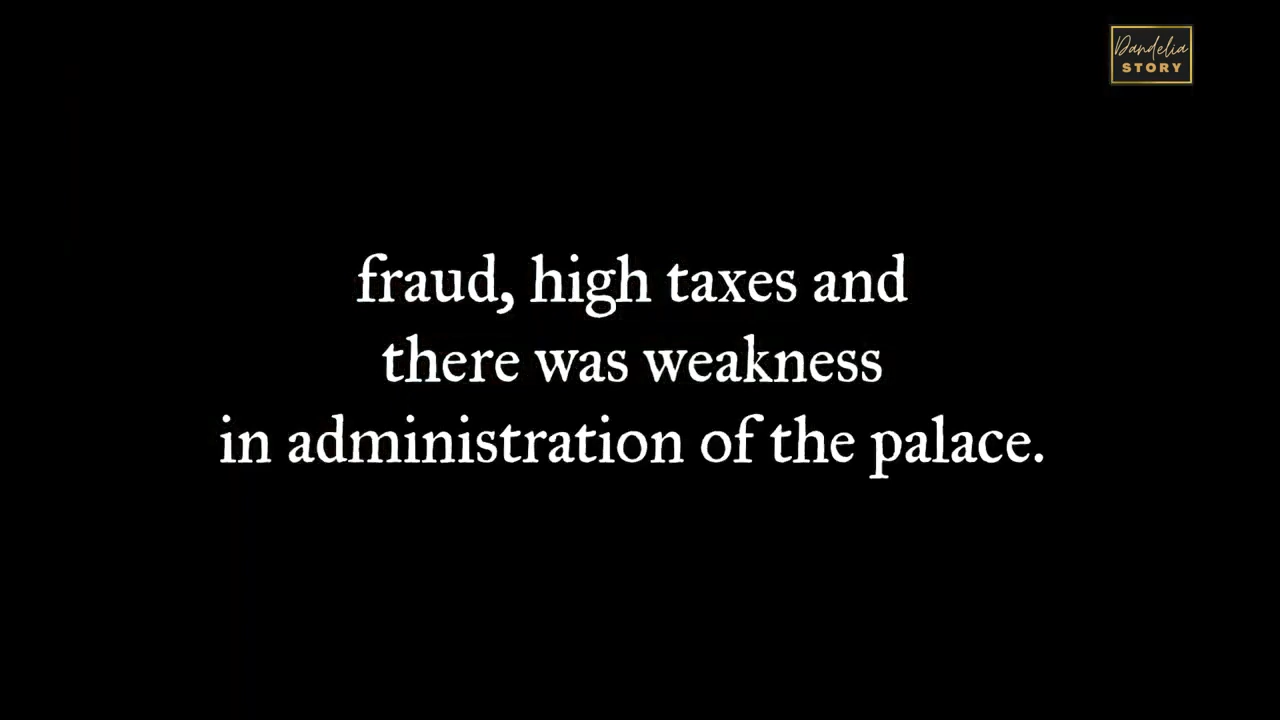 Dandelia
STORY
fraud, high taxes and
there was weakness
in administration of the palace.